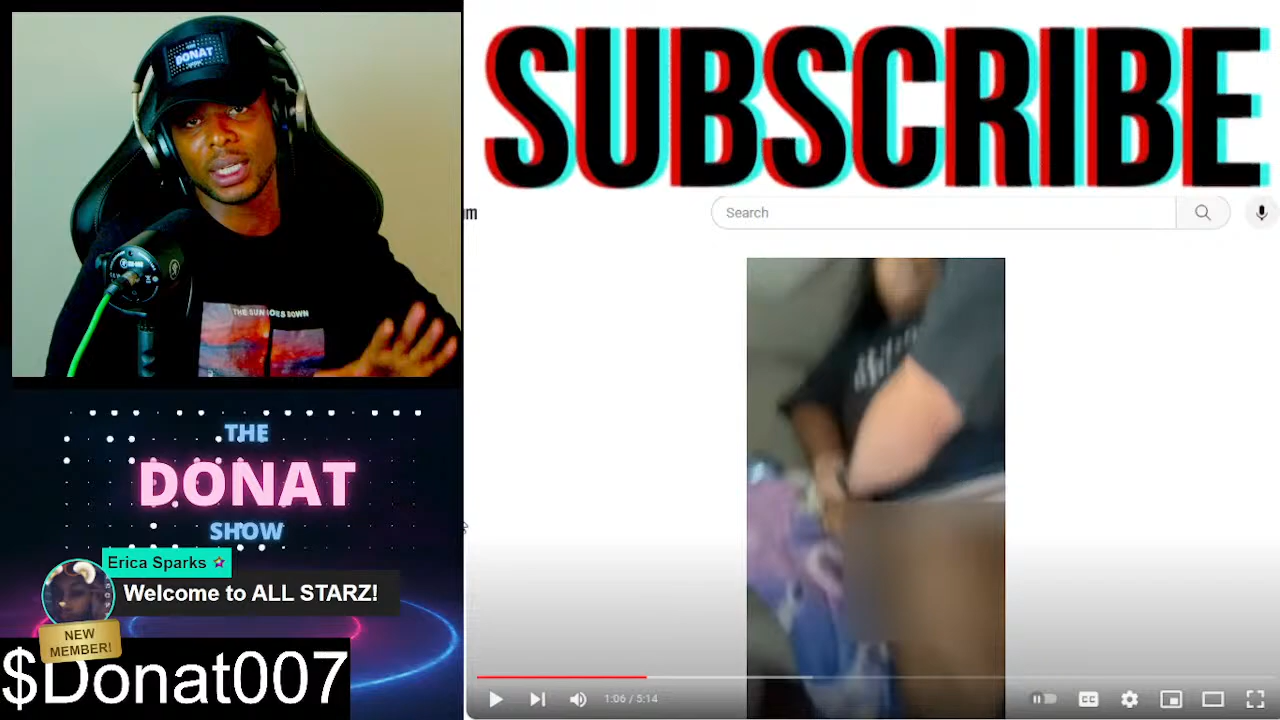 SUBSCRIBE
Search
DONAT
THE SUN GOES DOWN
THE
DONAT
SHOW
Erica Sparks
Welcome to ALL STARZ!
NEW
MEMBER!
$Donat007
1:06 / 5:14
CC